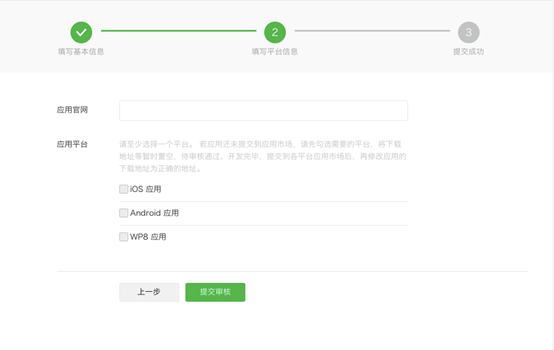 2
3
填写基本信息
填写平台信息
提交成功
应用官网
应用平台
请至少选择一个平台。 若应用还未提交到应用市场，请先勾选需要的平台，将下载
地址等暂时置空，待审核通过、开发完毕，提交到各平台应用市场后，再修改应用的
下载地址为正确的地址。
iOS 应用
Android 应用
WP8 应用
上一步
提交审核